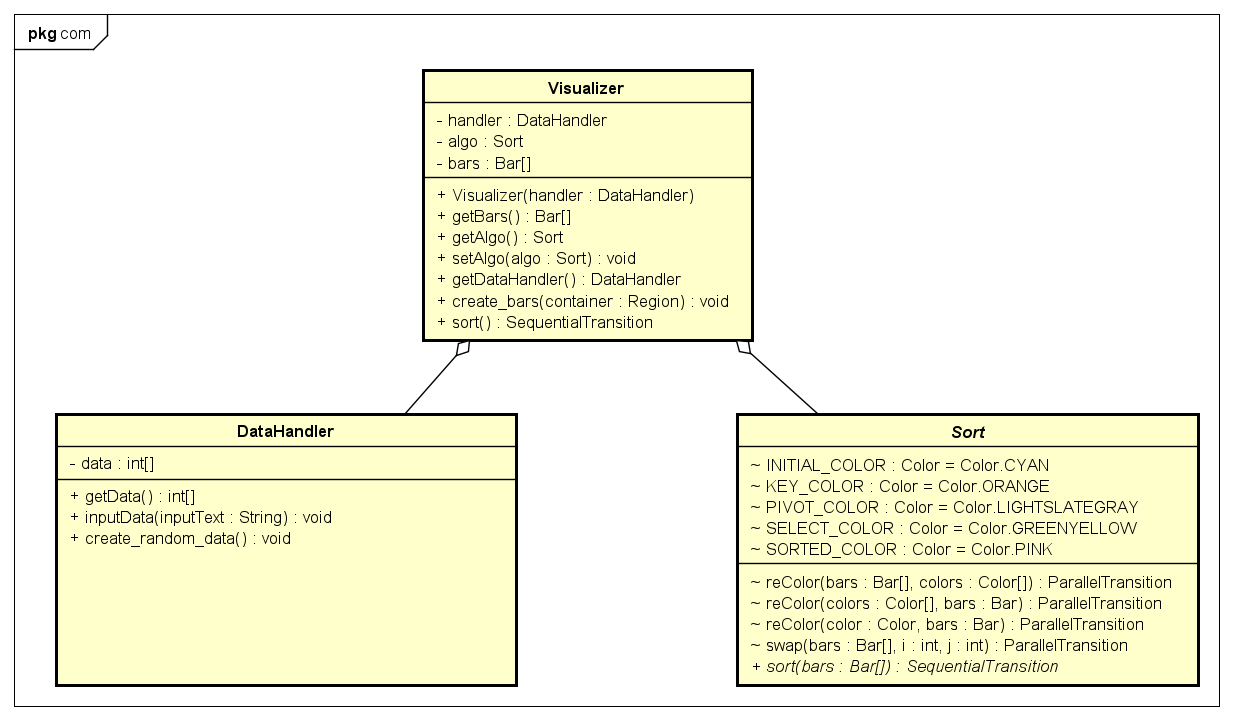 pkg com
Visualizer
- handler : DataHandler
- algo : Sort
- bars : Bar[]
+ Visualizer(handler : DataHandler)
+ getBars() : Bar[]
+ getAlgo() : Sort
+ setAlgo(algo : Sort) : void
+ getDataHandler() : DataHandler
+ create_bars(container : Region) : void
+ sort() : SequentialTransition
DataHandler
- data : int[]
+ getData() : int[]
+ inputData(inputText : String) : void
+ create_random_data() : void
Sort
~ INITIAL_COLOR : Color = Color.CYAN
~ KEY_COLOR : Color = Color.ORANGE
~ PIVOT_COLOR : Color = Color.LIGHTSLATEGRAY
~ SELECT_COLOR : Color = Color.GREENYELLOW
~ SORTED_COLOR : Color = Color.PINK
~ reColor(bars : Bar[], colors : Color[]) : ParallelTransition
~ reColor(colors : Color[], bars : Bar) : ParallelTransition
~ reColor(color : Color, bars : Bar) : ParallelTransition
~ swap(bars : Bar[], i : int, j : int) : ParallelTransition
+ sort(bars : Bar[]) : SequentialTransition